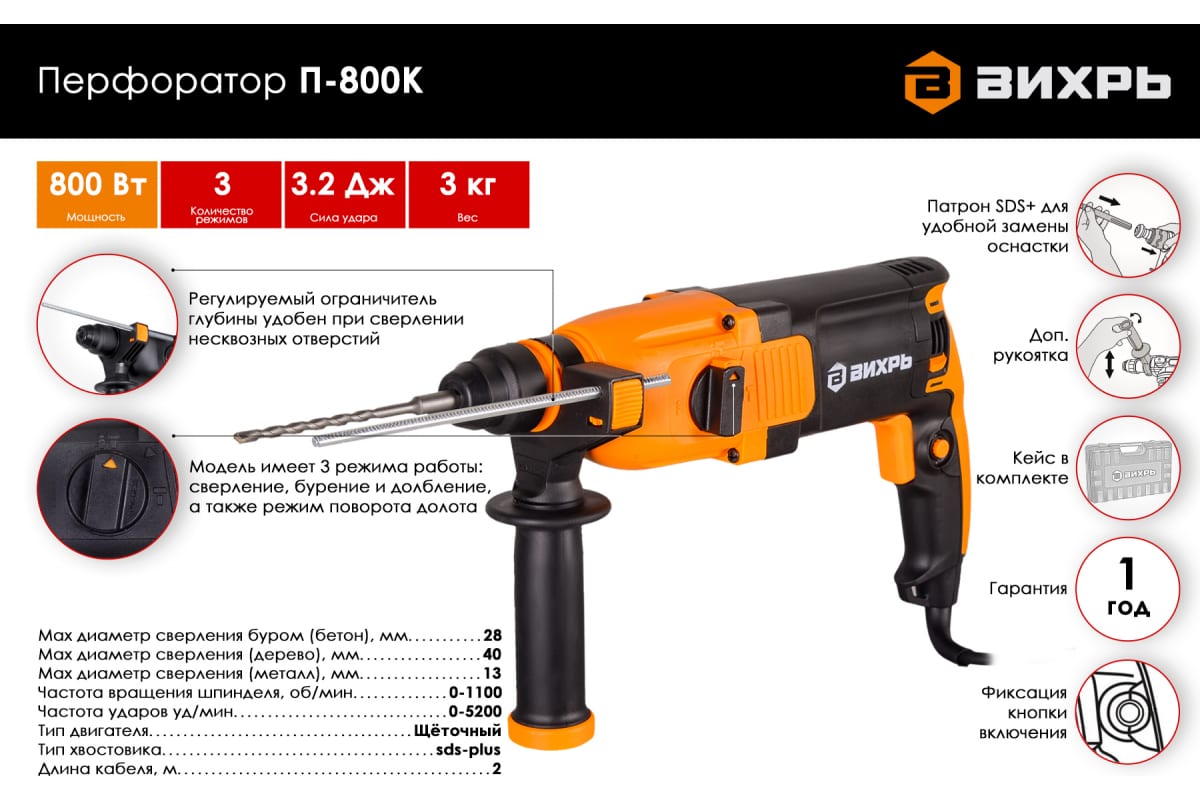 Перфоратор П-800К
ВИХРЬ
800 Вт
Мощность
3
Количество
режимов
3.2 Дж
Сила удара
3 кг
Вес
Регулируемый ограничитель
глубины удобен при сверлении
несквозных отверстий
Модель имеет 3 режима работы:
сверление, бурение и долбление,
а также режим поворота долота
ВИХРЬ
Патрон SDS+ для
удобной замены
оснастки
Доп.
рукоятка
Кейс в
комплекте
ВИХРЬ
Гарантия
1
год
Фиксация
кнопки
включения
Max диаметр сверления буром (бетон), мм...........28
Max диаметр сверления (дерево), мм..................40
Max диаметр сверления (металл), мм..................13
Частота вращения шпинделя, об/мин..............0-1100
Частота ударов уд/мин................................0-5200
Тип двигателя.......................................Щёточный
Тип хвостовика........................................sds-plus
Длина кабеля, м..............................................2